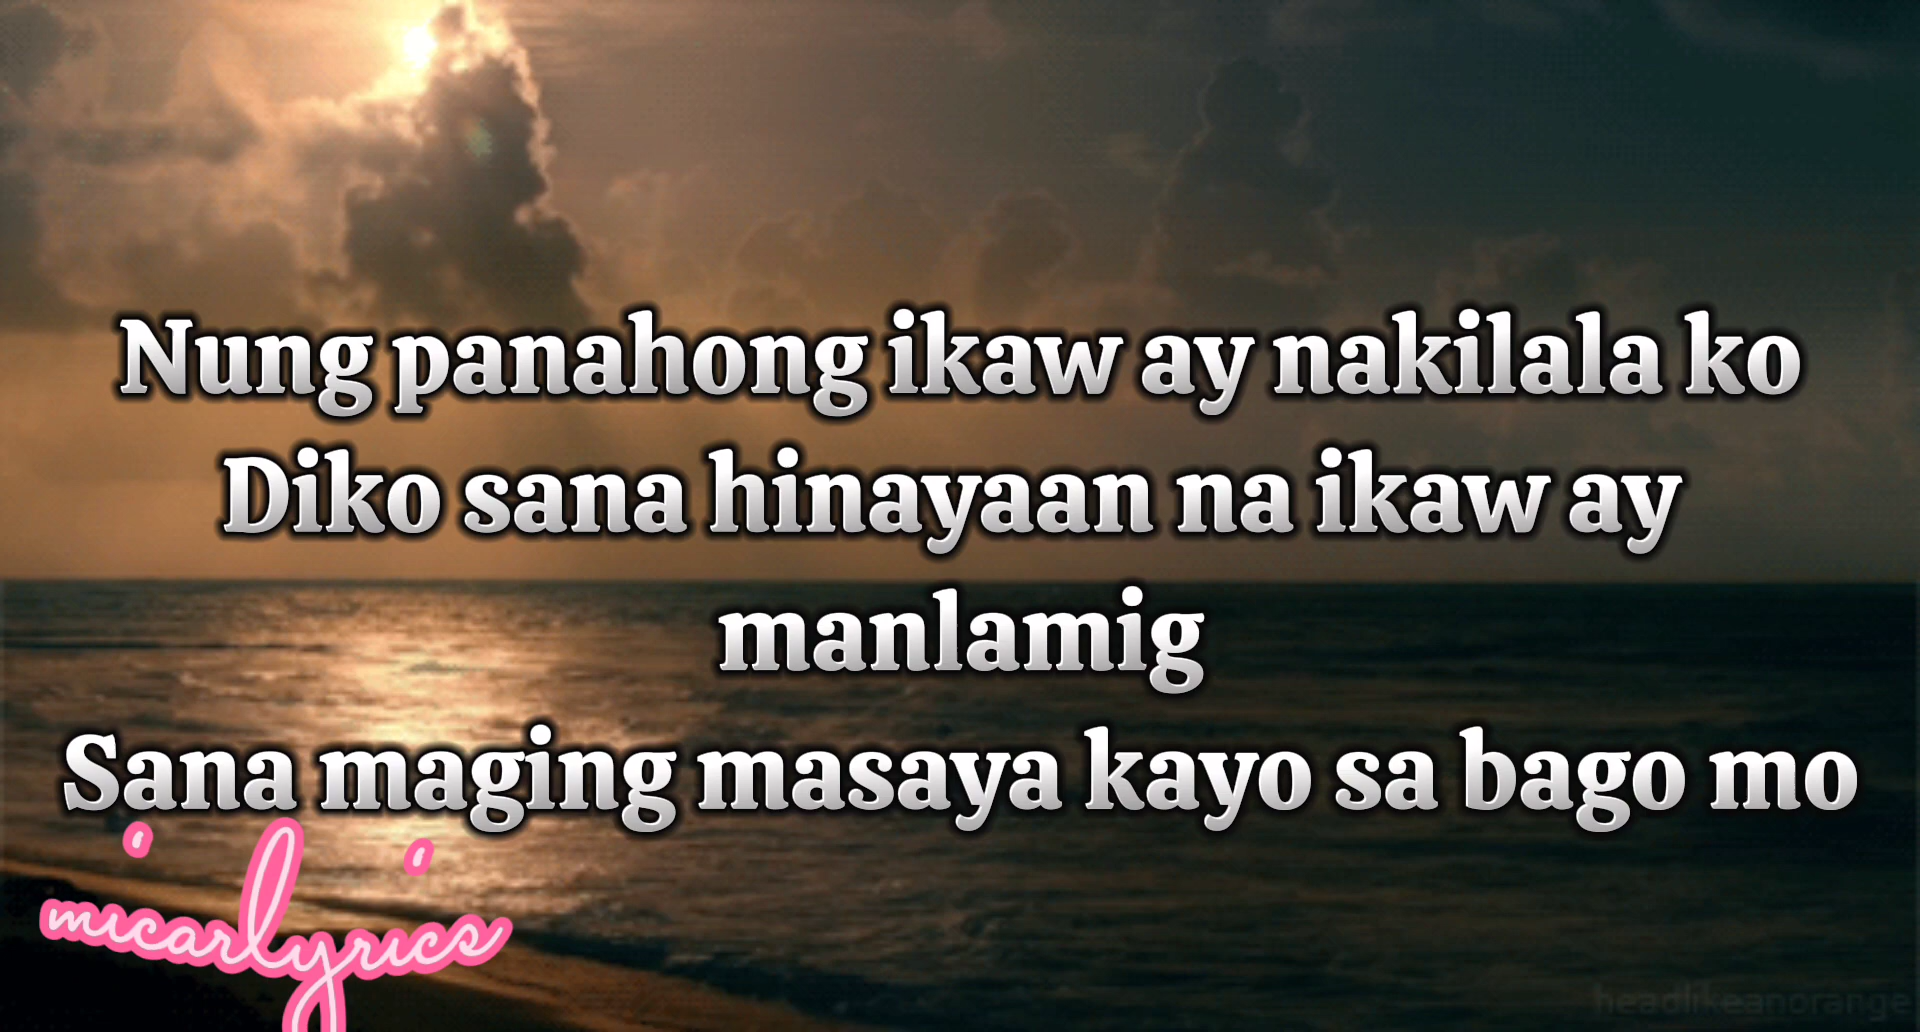 Nung panahong ikaw ay nakilala ko
Diko sana hinayaan na ikaw ay
manlamig
Sana maging masaya kayo sa bago mo
micarlyrics
headlikeanorange